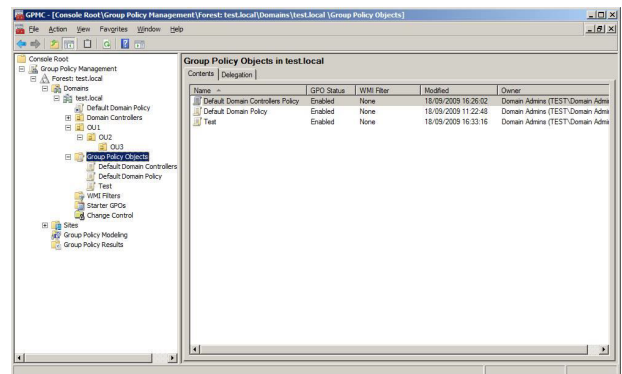 GPMC - [Console Root\Group Policy Management\Forest: test.local\Domains\test.local \Group Policy Objects]
File Action View Favorites Window Help
Console Root
Group Policy Management
Forest: test.local
Domains
test.local
Default Domain Policy
Domain Controllers
OU1
OU2
OU3
Group Policy Objects
Default Domain Controllers
Default Domain Policy
Test
WMI Filters
Starter GPOs
Change Control
Sites
Group Policy Modeling
Group Policy Results
Group Policy Objects in test.local
Contents Delegation
Name GPO Status WMI Filter Modified Owner
Default Domain Controllers Policy Enabled None 18/09/2009 16:26:02 Domain Admins (TEST\Domain Admi
Default Domain Policy Enabled None 18/09/2009 11:22:48 Domain Admins (TEST\Domain Admi
Test Enabled None 18/09/2009 16:33:16 Domain Admins (TEST\Domain Admi